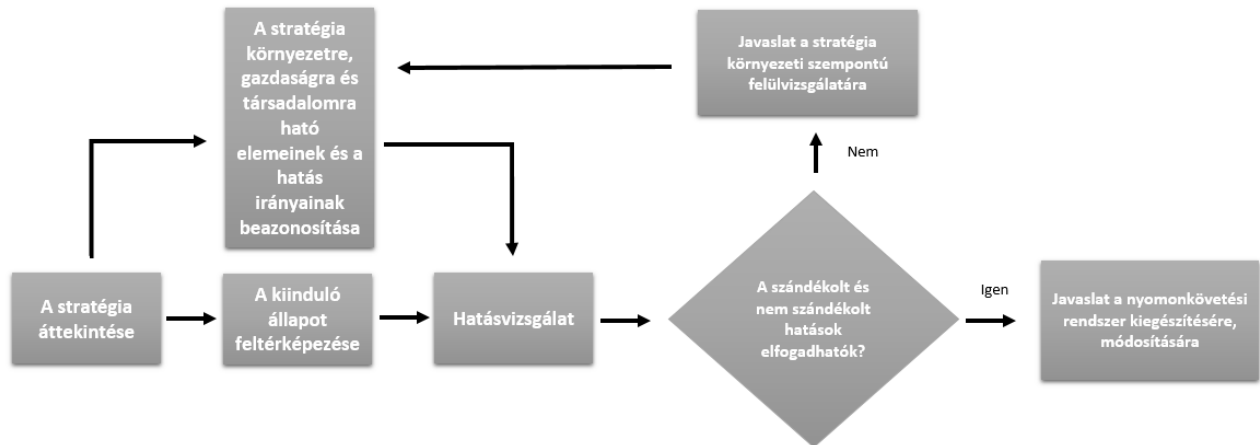 A stratégia
környezetre,
gazdaságra és
társadalomra
ható
elemeinek és a
hatás
irányainak
beazonosítása
Javaslat a stratégia
környezeti szempontú
felülvizsgálatára
Nem
A stratégia
áttekintése
A kiinduló
állapot
feltérképezése
Hatásvizsgálat
A szándékolt és
nem szándékolt
hatások
elfogadhatók?
Igen
Javaslat a nyomonkövetési
rendszer kiegészítésére,
módosítására